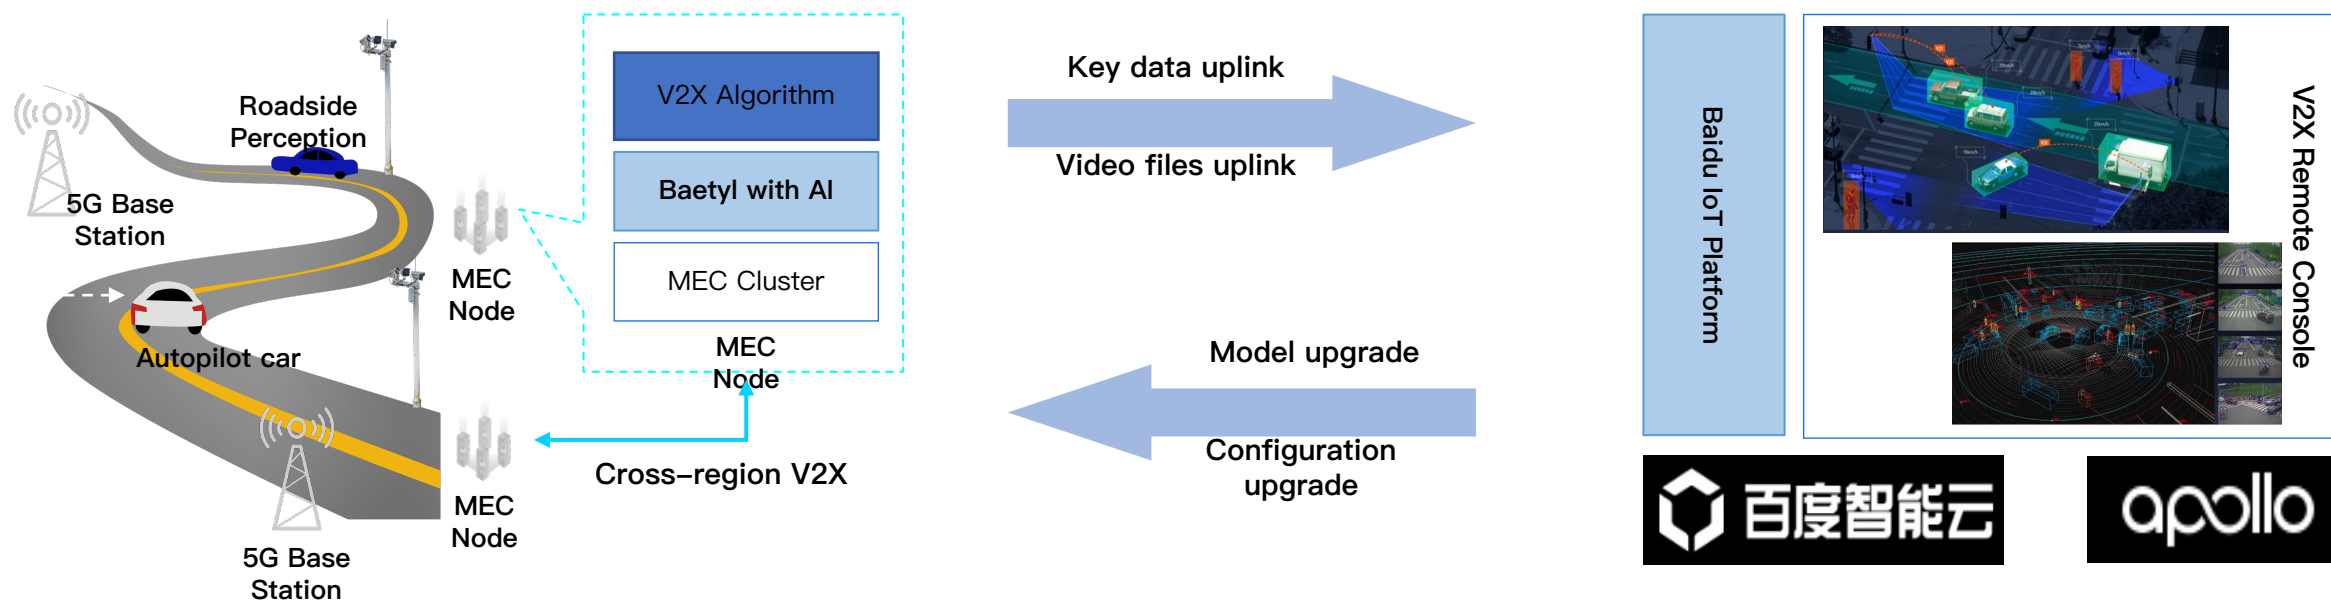 Roadside
Perception
5G Base
Station
Autopilot car
5G Base
Station
MEC
Node
MEC
Node
V2X Algorithm
Baetyl with AI
MEC Cluster
MEC
Node
Cross-region V2X
Key data uplink
Video files uplink
Model upgrade
Configuration
upgrade
Baidu IoT Platform
V2X Remote Console
百度智能云
apollo